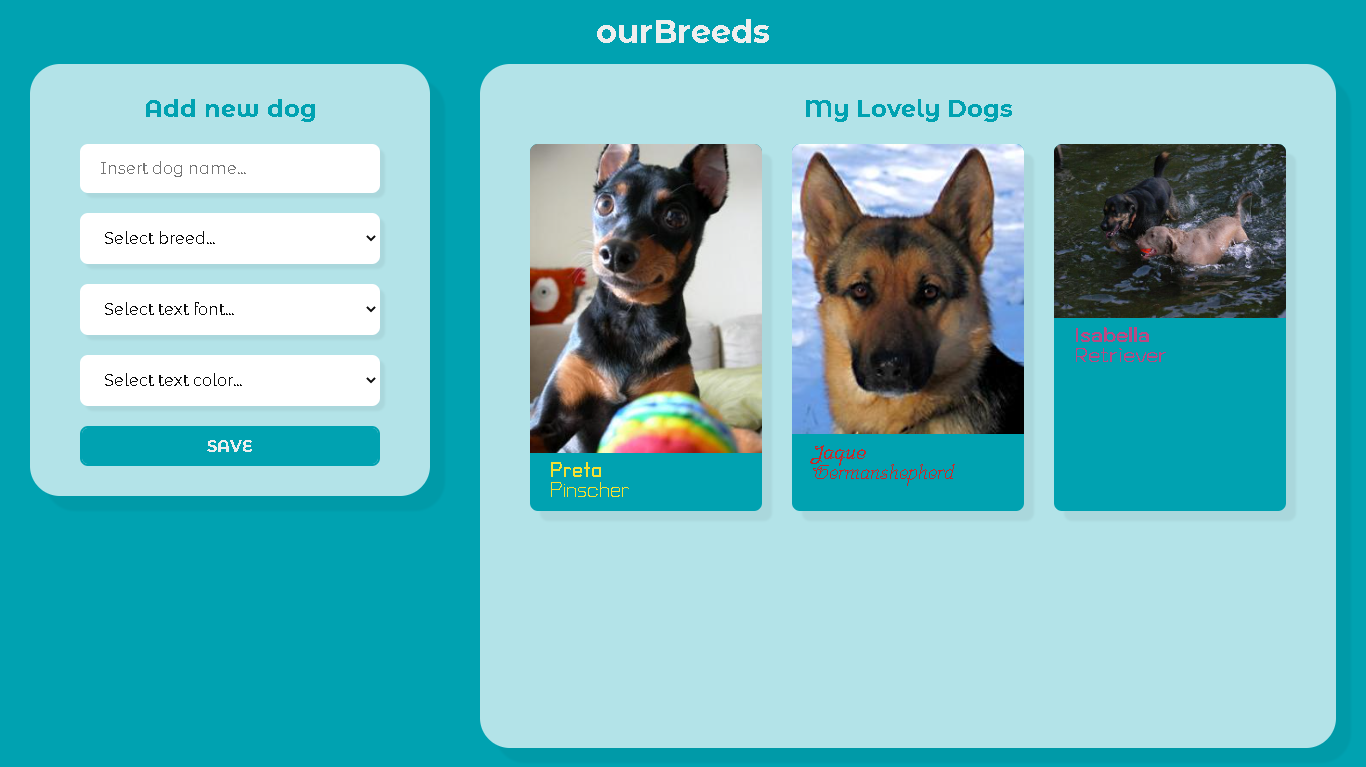 ourBreeds
Add new dog
Insert dog name...
Select breed...
Select text font...
Select text color...
SAVE
My Lovely Dogs
Preta
Pinscher
Jaque
Germanshepherd
Isabella
Retriever